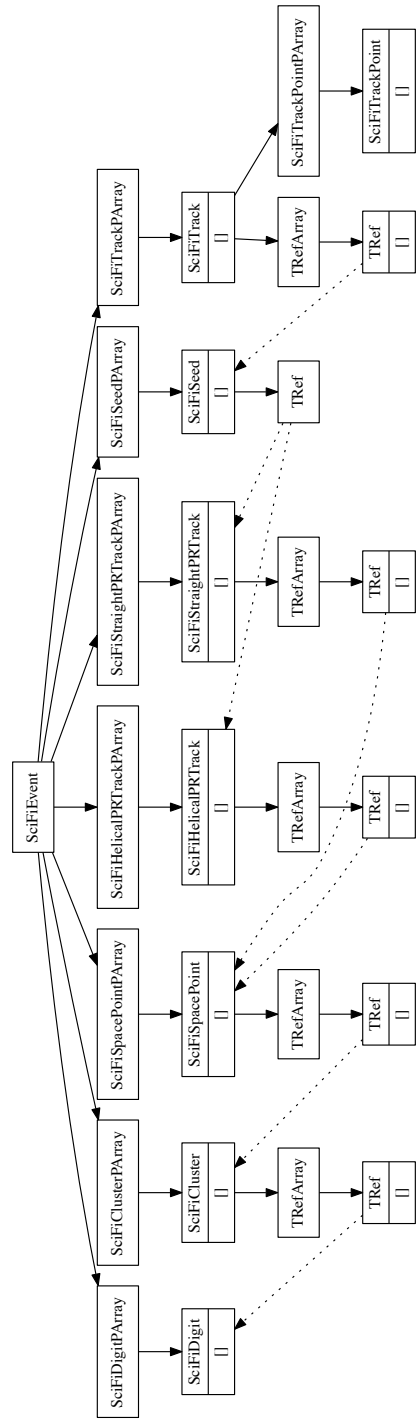 SciFiEvent
SciFiDigitPArray
SciFiClusterPArray
SciFiSpacePointPArray
SciFiHelicalPRTrackPArray
SciFiStraightPRTrackPArray
SciFiSeedPArray
SciFiTrackPArray
SciFiDigit
[]
SciFiCluster
[]
SciFiSpacePoint
[]
SciFiHelicalPRTrack
[]
SciFiStraightPRTrack
[]
SciFiSeed
[]
SciFiTrack
[]
TRefArray
TRefArray
TRefArray
TRefArray
TRef
TRefArray
SciFiTrackPointPArray
TRef
[]
TRef
[]
TRef
[]
TRef
[]
TRef
[]
SciFiTrackPoint
[]